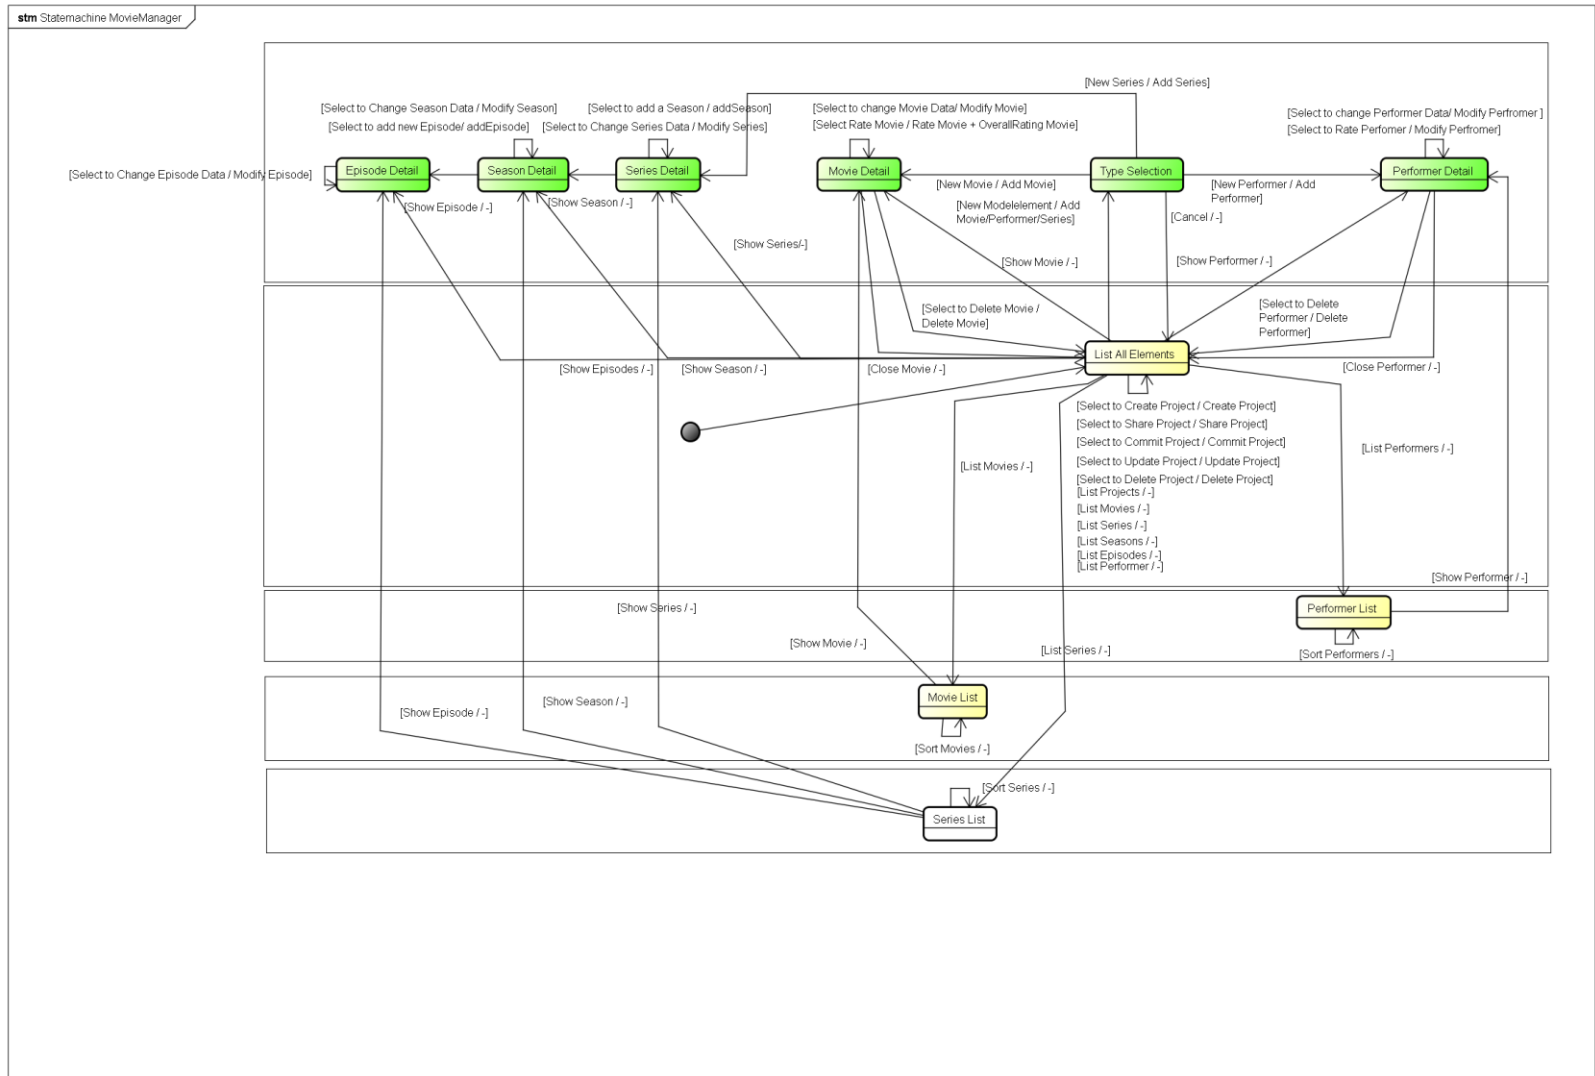 stm Statemachine MovieManager
[New Series / Add Series]
[Select to Change Season Data / Modify Season]
[Select to add a Season / addSeason]
[Select to change Movie Data/ Modify Movie]
[Select to change Performer Data/ Modify Perfromer ]
[Select to add new Episode/ addEpisode]
[Select to Change Series Data / Modify Series]
[Select Rate Movie / Rate Movie + OverallRating Movie]
[Select to Rate Perfomer / Modify Perfromer]
Episode Detail
Season Detail
Series Detail
Movie Detail
Type Selection
Performer Detail
[Select to Change Episode Data / Modify Episode]
[New Movie / Add Movie]
[New Performer / Add
Performer]
[Show Episode / -]
[Show Season / -]
[New Modelelement / Add
Movie/Performer/Series]
[Cancel / -]
[Show Series/-]
[Show Movie / -]
[Show Performer / -]
[Select to Delete Movie /
Delete Movie]
[Select to Delete
Performer / Delete
Performer]
List All Elements
[Show Episodes / -]
[Show Season / -]
[Close Movie / -]
[Close Performer / -]
[Select to Create Project / Create Project]
[Select to Share Project / Share Project]
[Select to Commit Project / Commit Project]
[Select to Update Project / Update Project]
[Select to Delete Project / Delete Project]
[List Projects / -]
[List Movies / -]
[List Series / -]
[List Seasons / -]
[List Episodes / -]
[List Performer / -]
[List Movies / -]
[List Performers / -]
[Show Performer / -]
[Show Series / -]
Performer List
[Show Movie / -]
[List Series / -]
[Sort Performers / -]
Movie List
[Show Episode / -]
[Show Season / -]
[Sort Movies / -]
[Sort Series / -]
Series List